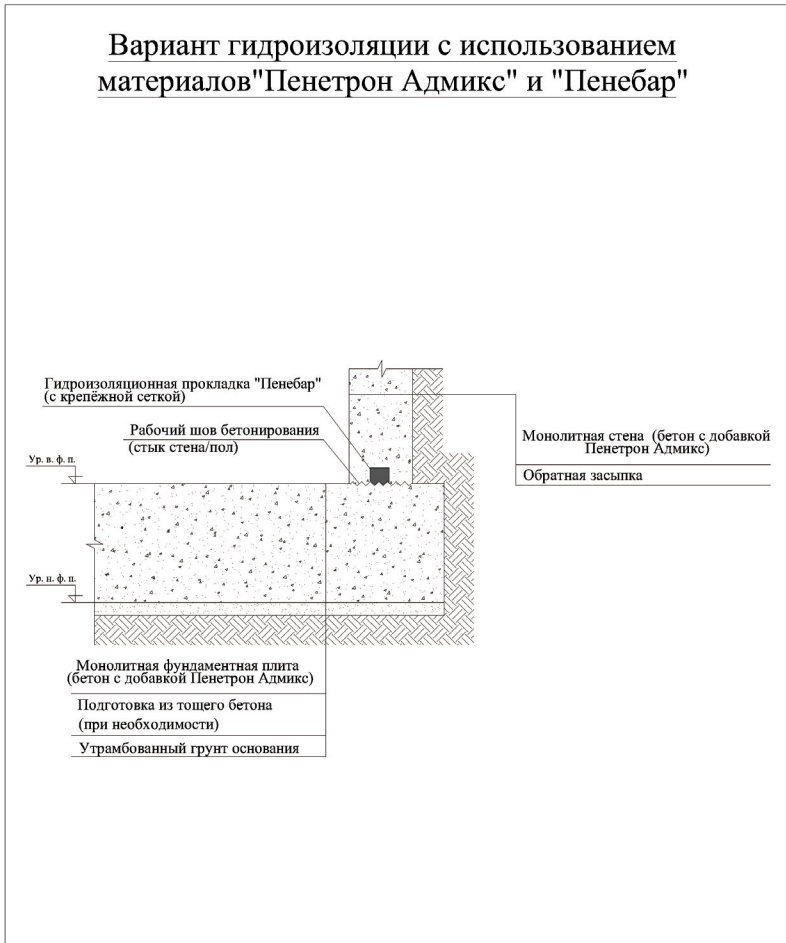 Вариант гидроизоляции с использованием
материалов"Пенетрон Адмикс" и "Пенебар"
Гидроизоляционная прокладка "Пенебар"
(с крепёжной сеткой)
Рабочий шов бетонирования
(стык стена/пол)
Монолитная стена (бетон с добавкой
Пенетрон Адмикс)
Обратная засыпка
Ур. в. ф. п.
Ур. н. ф. п.
Монолитная фундаментная плита
(бетон с добавкой Пенетрон Адмикс)
Подготовка из тощего бетона
(при необходимости)
Утрамбованный грунт основания